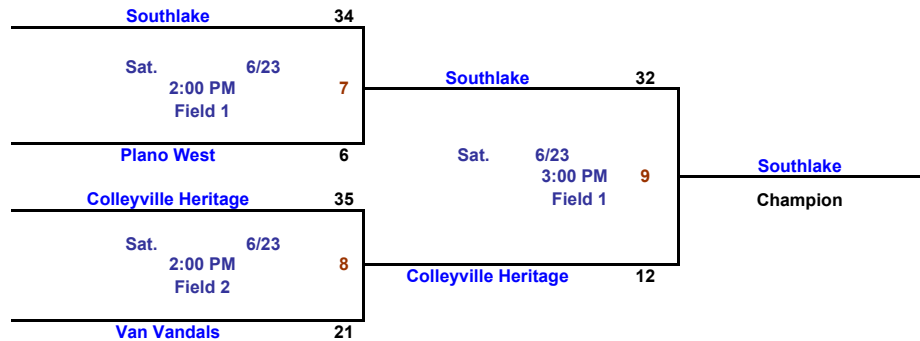 Southlake 34
Sat. 6/23
2:00 PM 7
Field 1
Plano West 6
Colleyville Heritage 35
Sat. 6/23
2:00 PM 8
Field 2
Van Vandals 21
Southlake 32
Sat. 6/23
3:00 PM 9
Field 1
Colleyville Heritage 12
Southlake
Champion